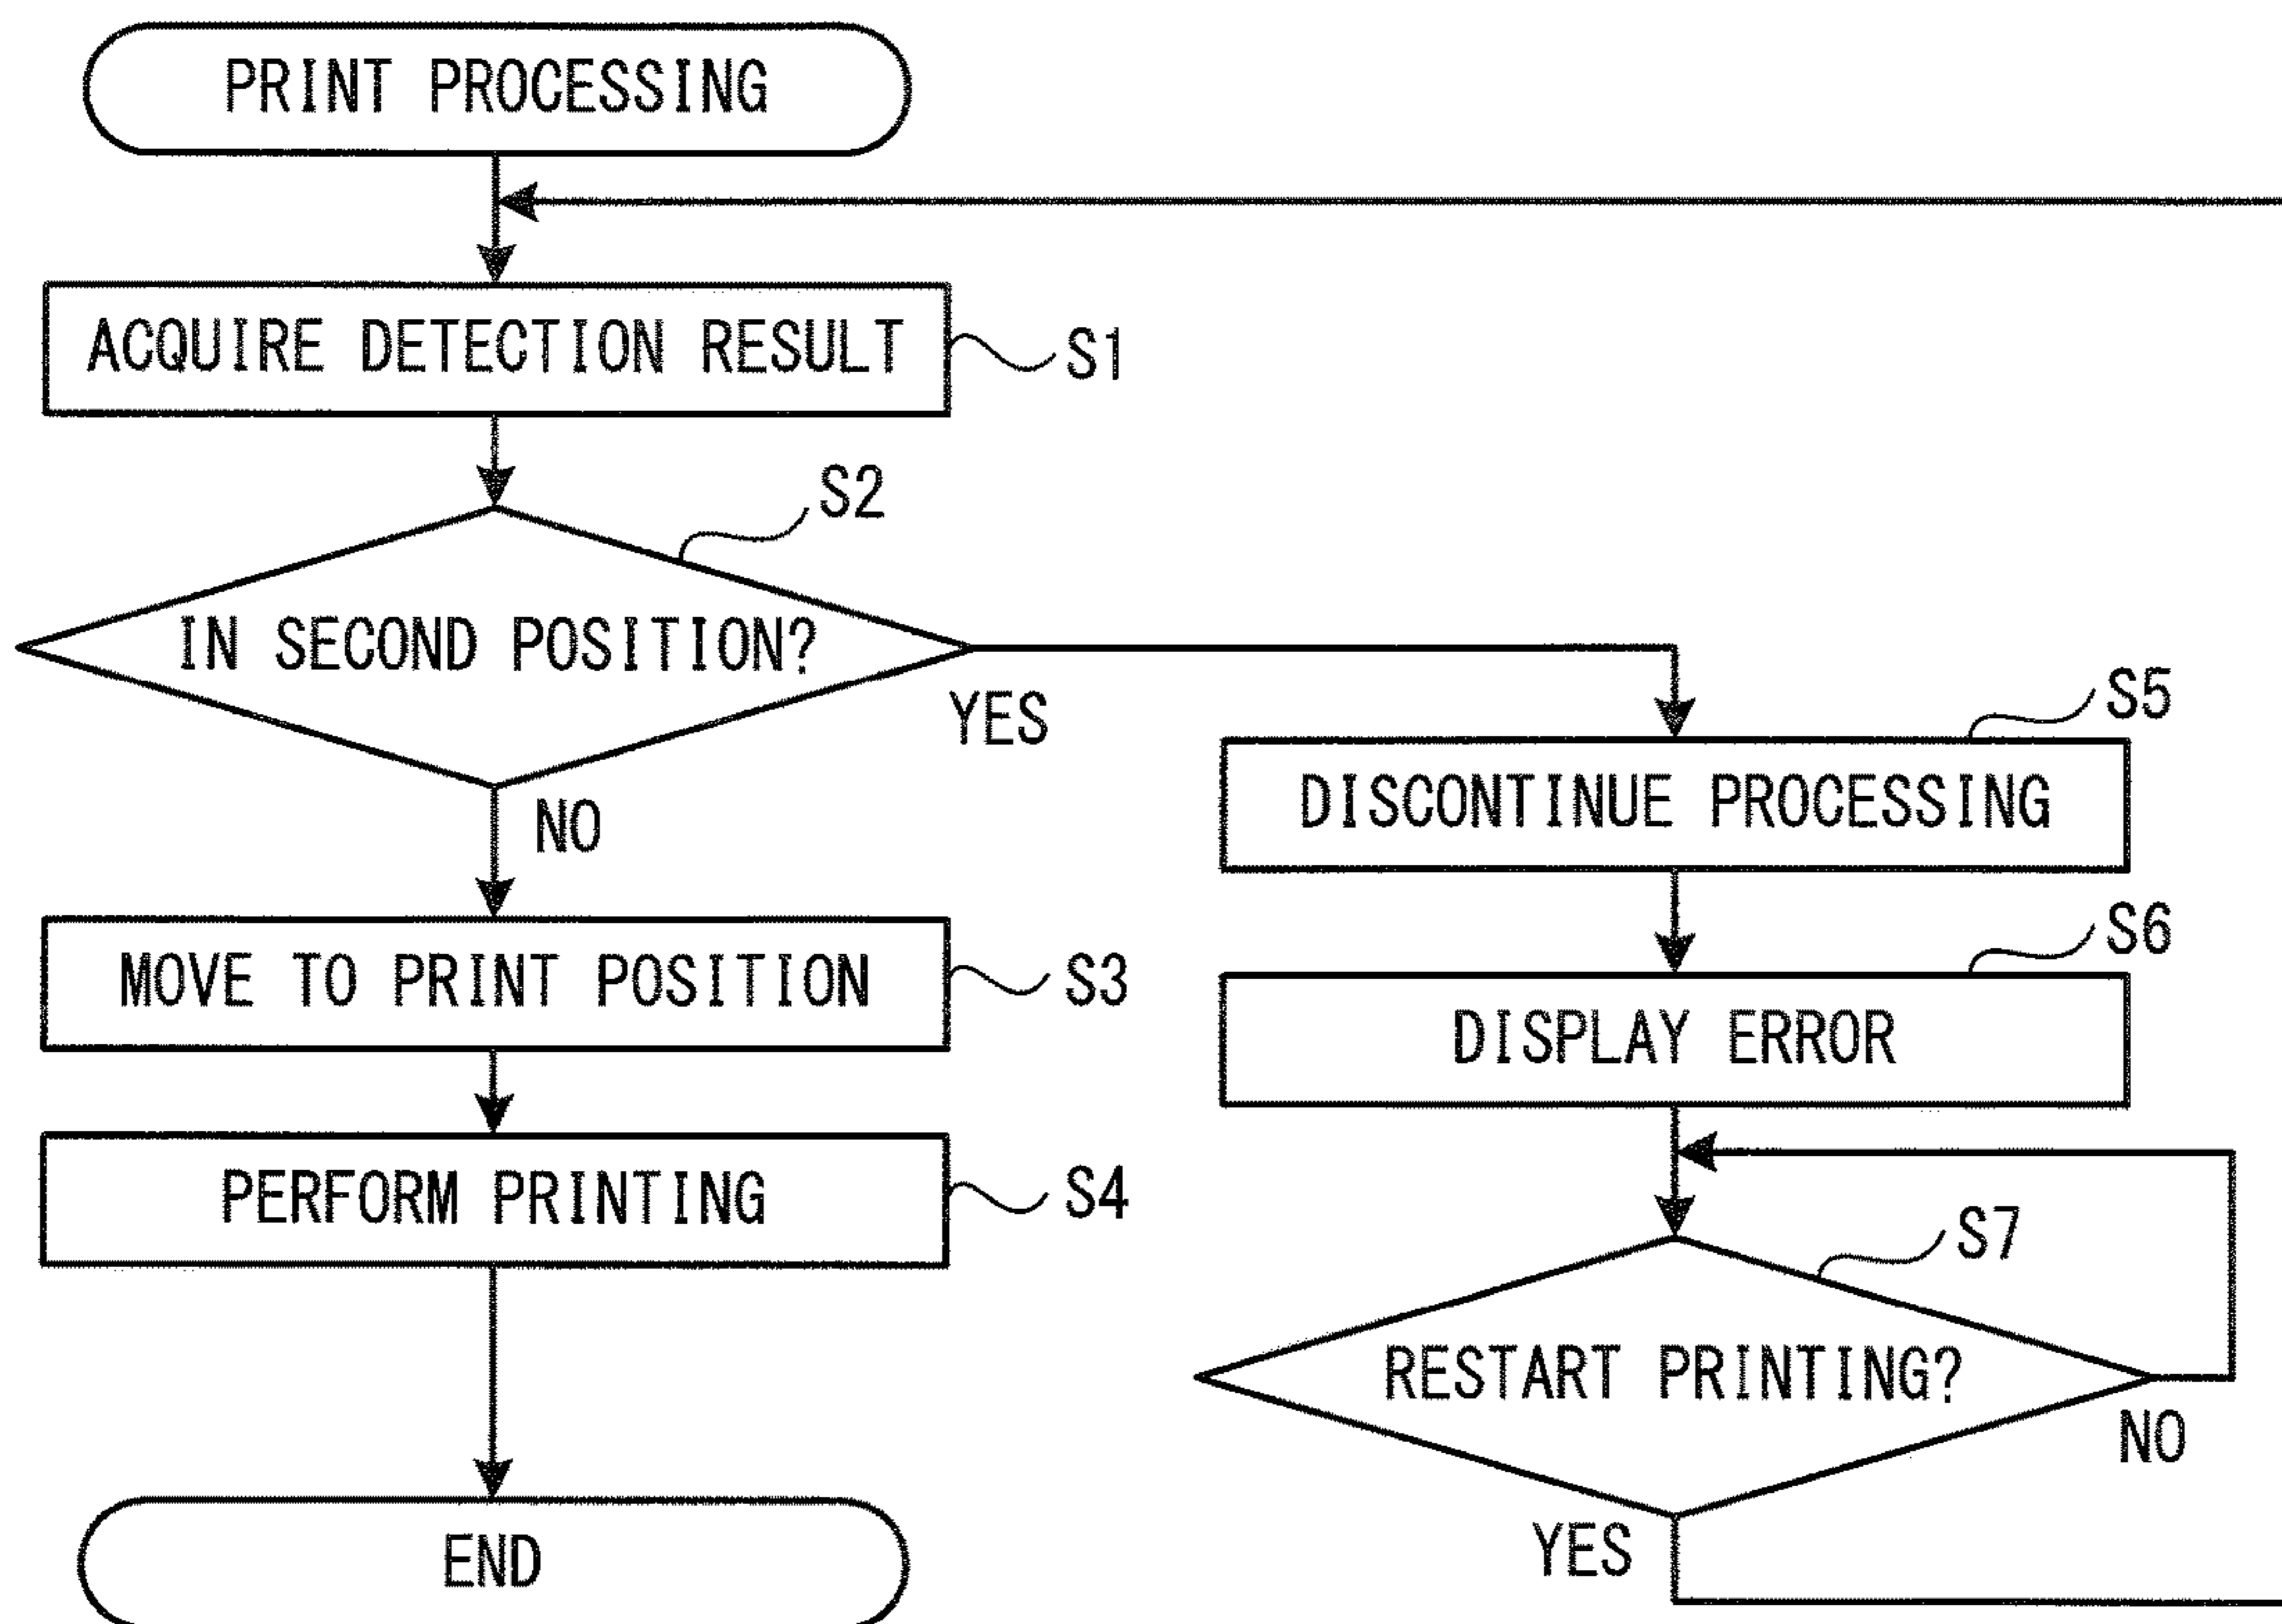 PRINT PROCESSING
ACQUIRE DETECTION RESULT
S1
S2
IN SECOND POSITION?
YES
NO
MOVE TO PRINT POSITION
S3
PERFORM PRINTING
S4
END
S5
DISCONTINUE PROCESSING
S6
DISPLAY ERROR
S7
RESTART PRINTING?
NO
YES